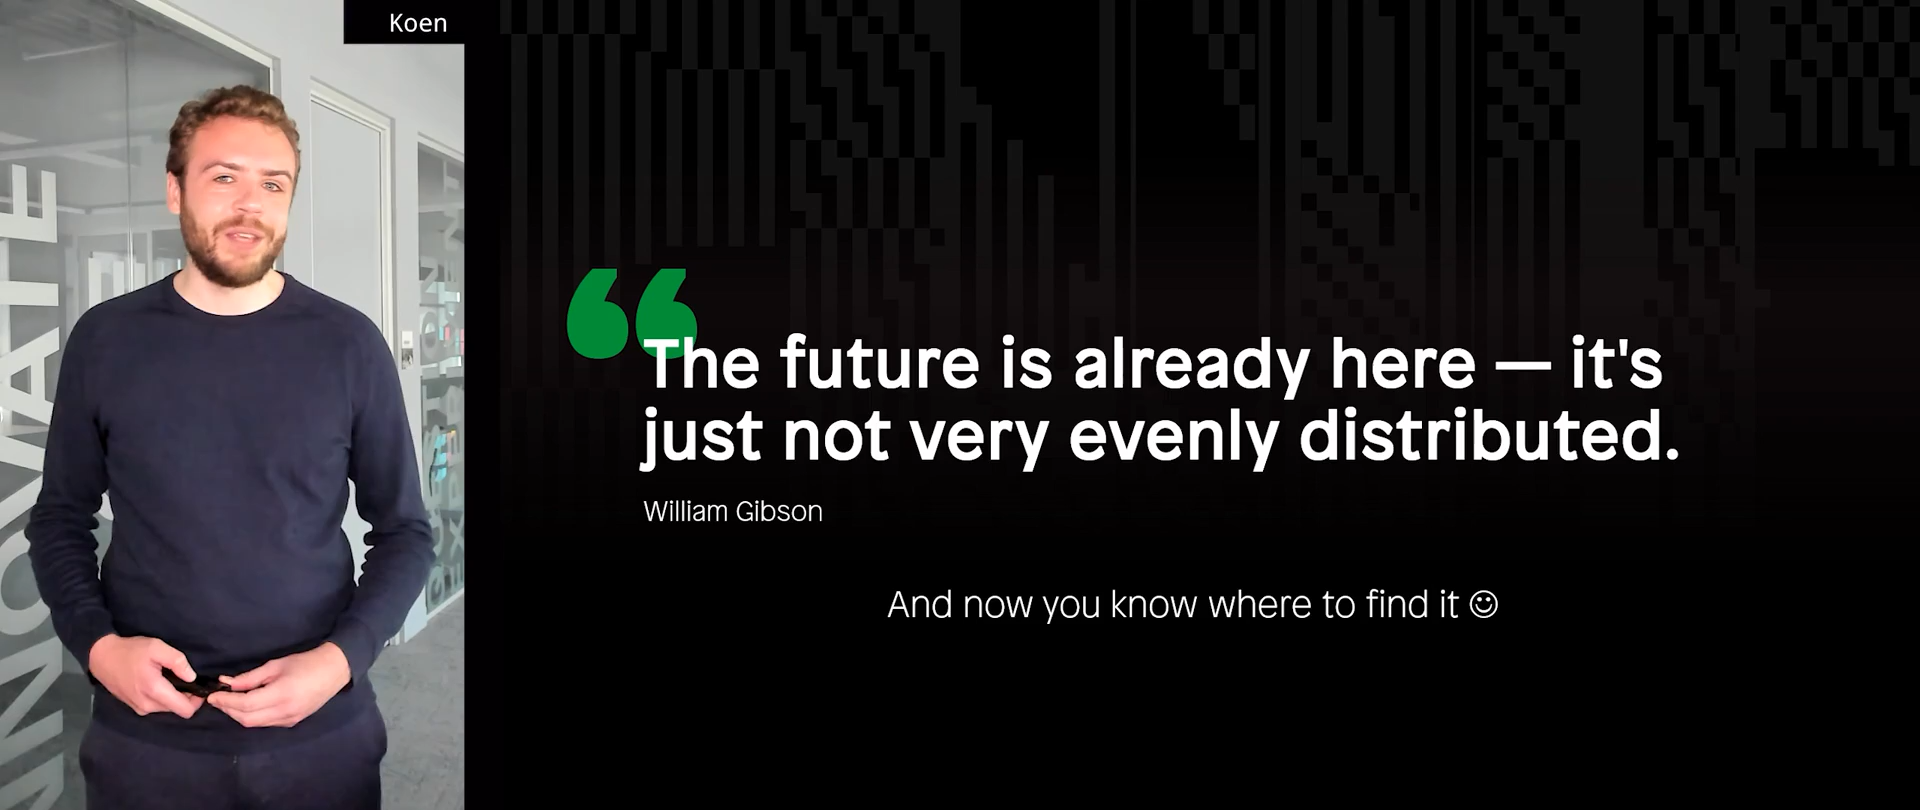 Koen
INNOVATE
“The future is already here — it's
just not very evenly distributed.
William Gibson
And now you know where to find it ☺